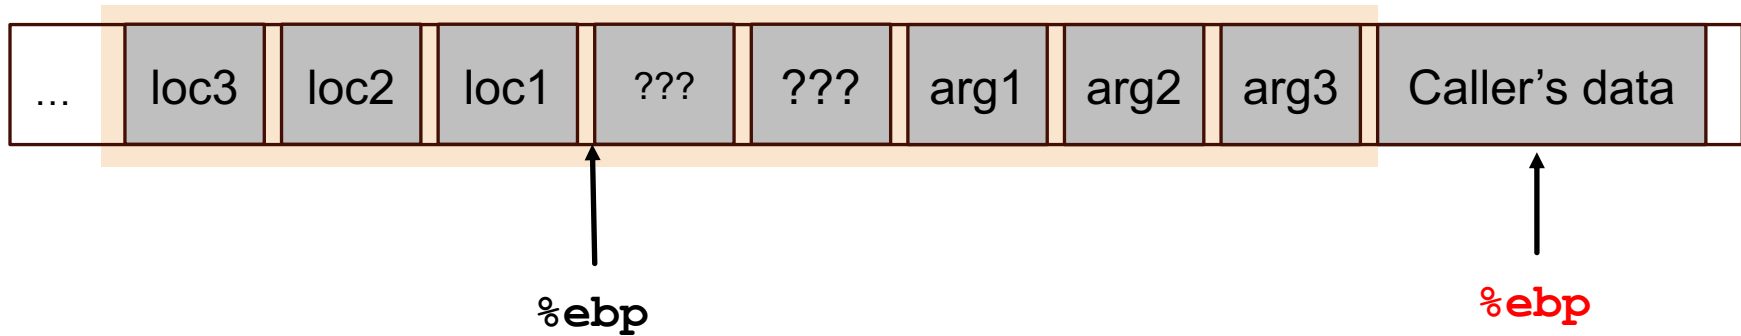 ... loc3 loc2 loc1 ??? ??? arg1 arg2 arg3 Caller's data
%ebp %ebp